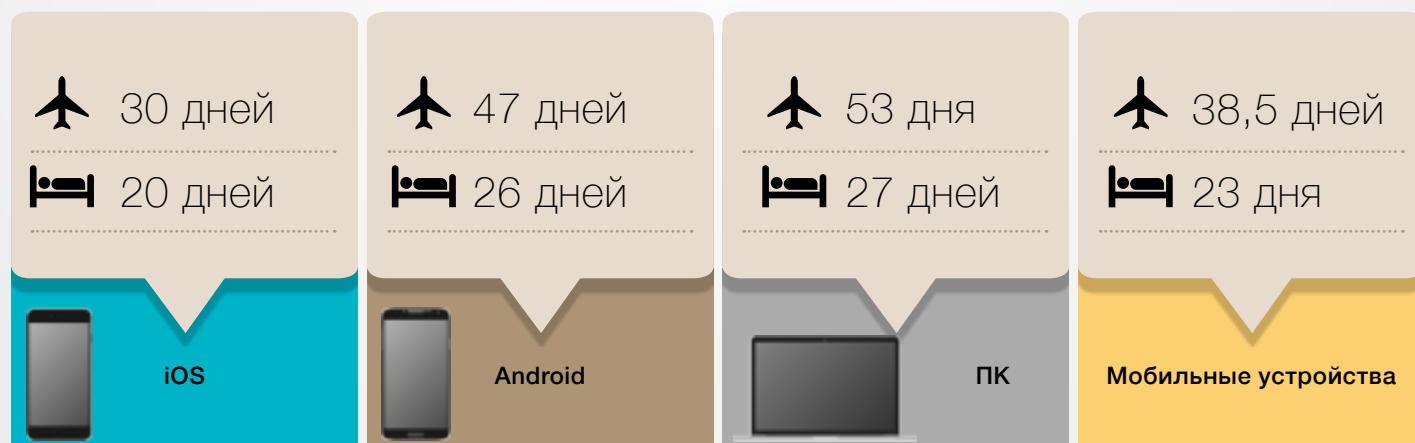 30 дней
20 дней
iOS
47 дней
26 дней
Android
53 дня
27 дней
ПК
38,5 дней
23 дня
Мобильные устройства